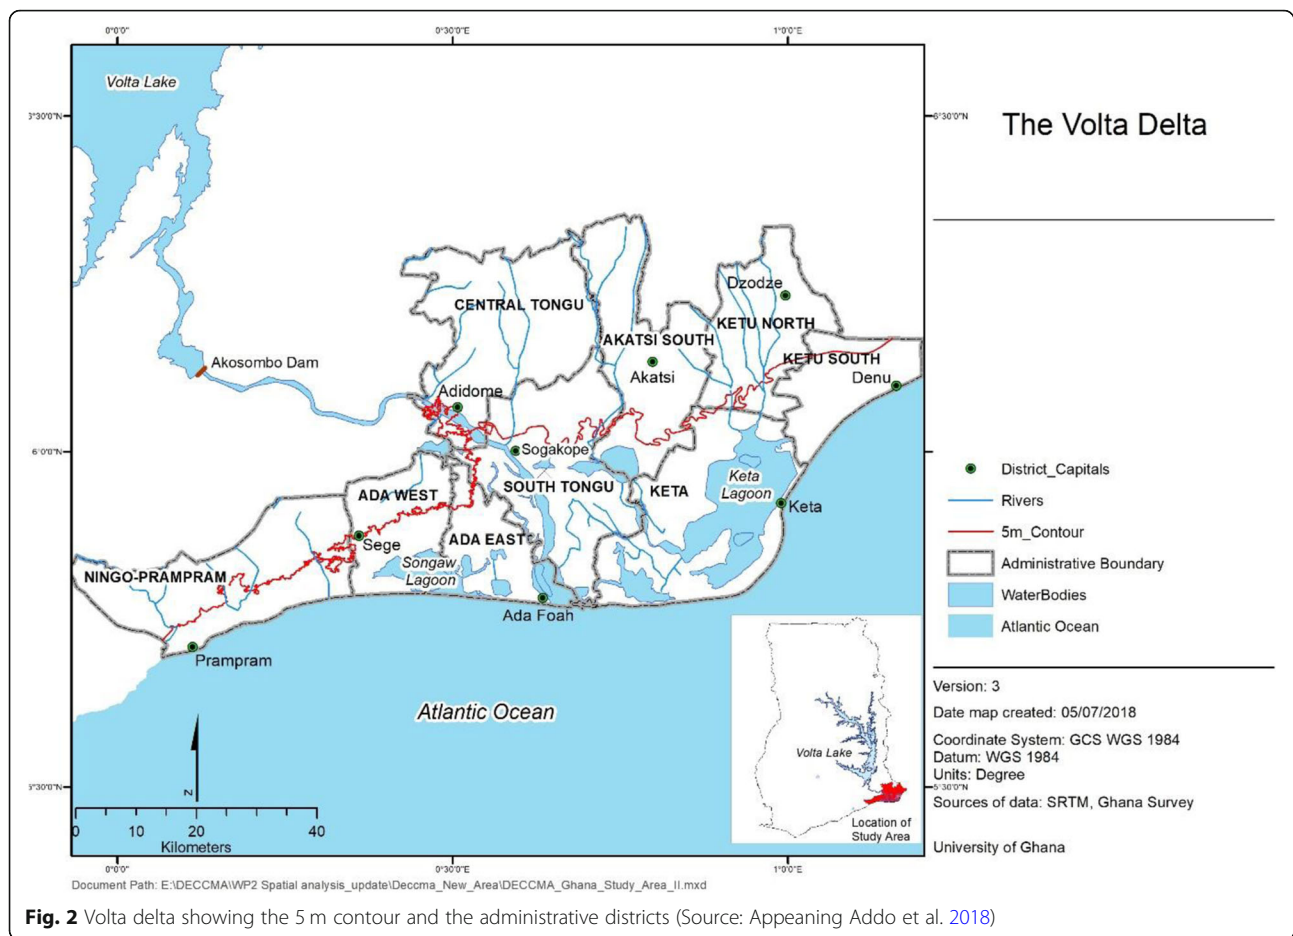 0°0'0"
0°30'0"E
1°0'0"E
Volta Lake
3°30'0"N
6°30'0"N
The Volta Delta
Dzodze
CENTRAL TONGU
KETU NORTH
AKATSI SOUTH
KETU SOUTH
Akosombo Dam
Akatsi
Denu
Adidome
6°0'0"N
Sogakope
District_Capitals
Keta
Lagoon
SOUTH TONGU
KETA
ADA WEST
Rivers
Keta
5m_Contour
ADA EAST
Sege
Songaw
Lagoon
Administrative Boundary
NINGO-PRAMPRAM
WaterBodies
Ada Foah
Atlantic Ocean
Prampram
Version: 3
Atlantic Ocean
Date map created: 05/07/2018
Coordinate System: GCS WGS 1984
Volta Lake
Datum: WGS 1984
Units: Degree
5°30'0"N
5°30'0"N
Z
Sources of data: SRTM, Ghana Survey
Location of
Study Area
0 10 20 40
Kilometers
University of Ghana
0°0'0"
0°30'0"E
1°0'0"E
Document Path: E:\DECCMA\WP2 Spatial analysis_update\Deccma_New_Area\DECCMA_Ghana_Study_Area_II.mxd
Fig. 2 Volta delta showing the 5 m contour and the administrative districts (Source: Appeaning Addo et al. 2018)